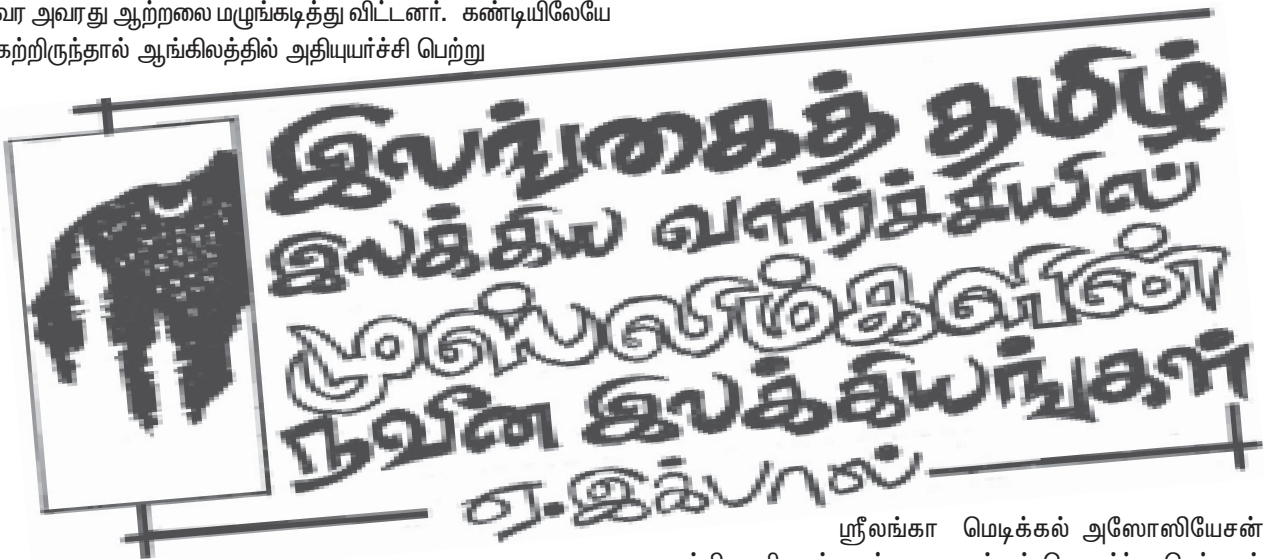 வர அவரது ஆற்றலை மழுங்கடித்து விட்டனர். கண்டியிலேயே
கற்றிருந்தால் ஆங்கிலத்தில் அதியுயர்ச்சி பெற்று
இலங்கைத் தமிழ்
இலக்கிய வளர்ச்சியில்
முஸ்லிம்களின்
நவீன இலக்கியங்கள்
ஏ.இக்பால்
ஸ்ரீலங்கா மெடிக்கல் அஸோஸியேசன்